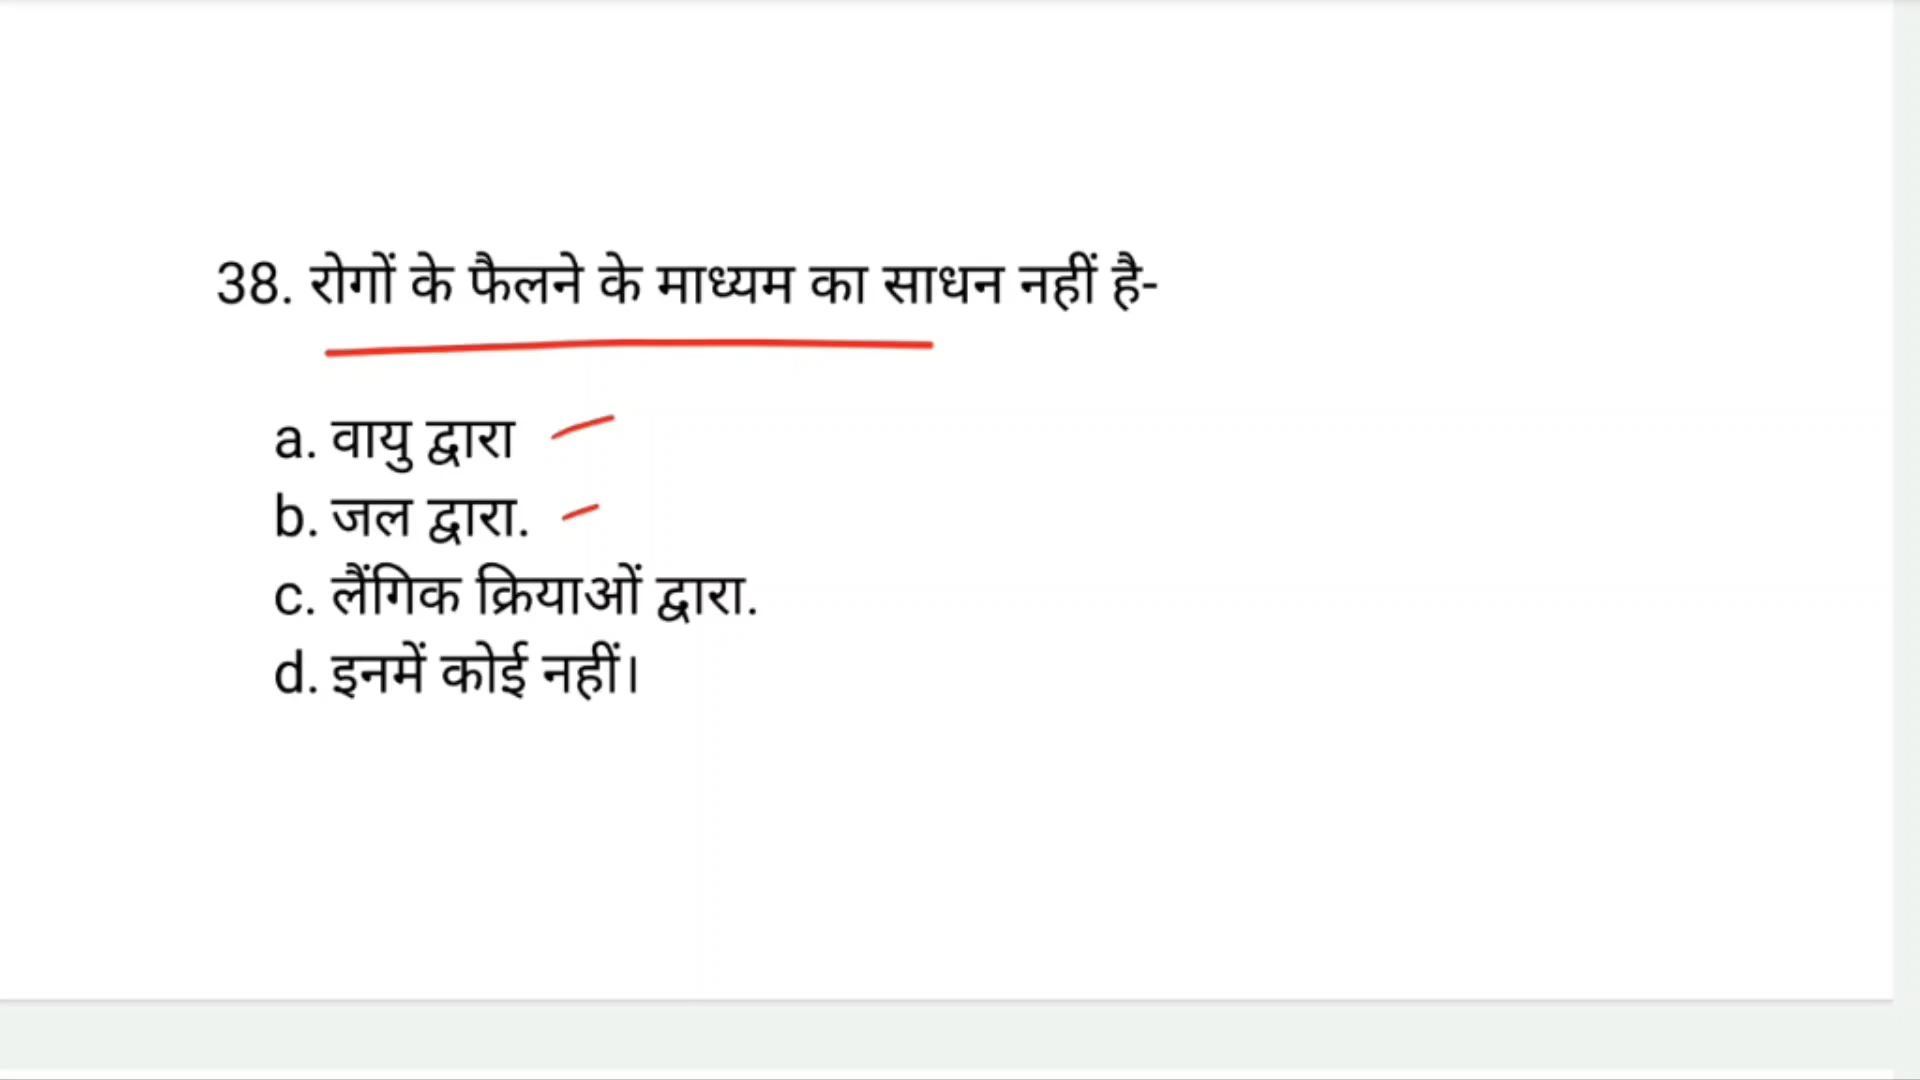 38. रोगों के फैलने के माध्यम का साधन नहीं है-
a. वायु द्वारा
b. जल द्वारा.
c. लैंगिक क्रियाओं द्वारा.
d. इनमें कोई नहीं।